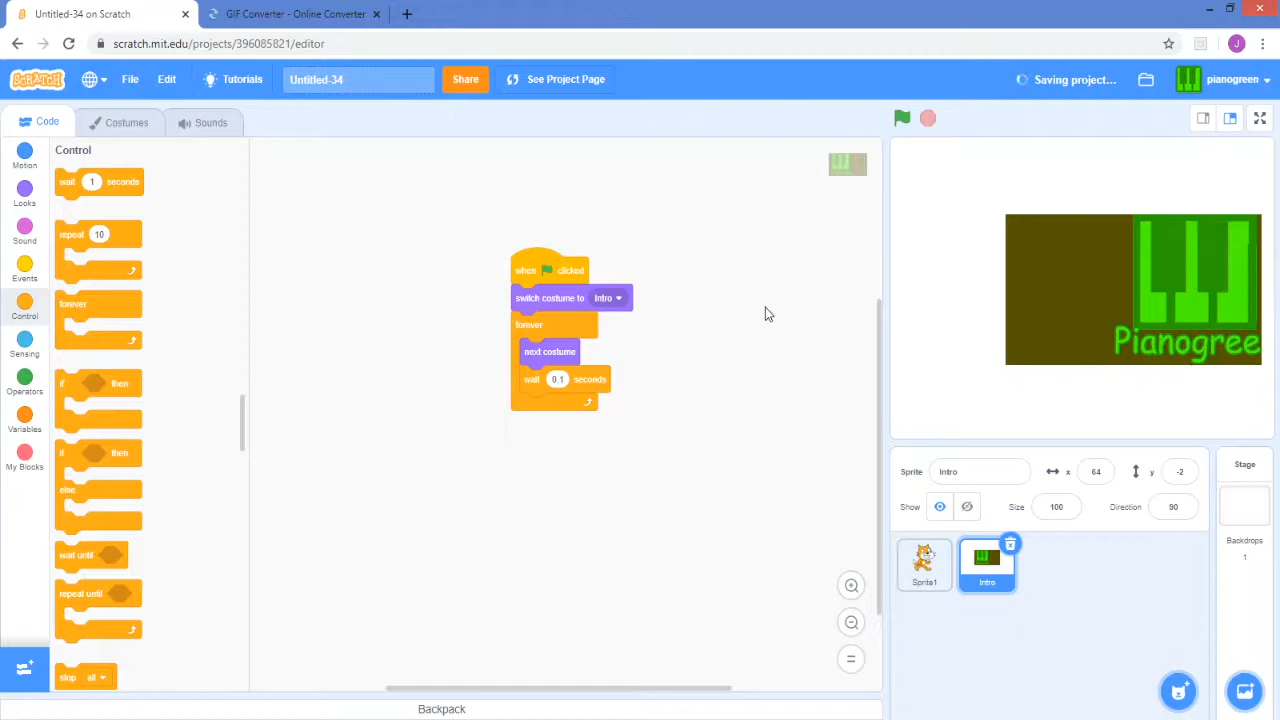 Untitled-34 on Scratch
GIF Converter - Online Converter
scratch.mit.edu/projects/396085821/editor
J
SCRATCH
File
Edit
Tutorials
Untitled-34
Share
See Project Page
Saving project...
pianogreen
Code
Costumes
Sounds
Motion
Looks
Sound
Events
Control
Sensing
Operators
Variables
My Blocks
Control
wait 1 seconds
repeat 10
forever
if then
if then
else
wait until
repeat until
stop all
when clicked
switch costume to Intro
forever
next costume
wait 0.1 seconds
Pianogree
Sprite Intro x 64 y -2
Show Size 100 Direction 90
Sprite1
Intro
Stage
Backdrops
1
Backpack